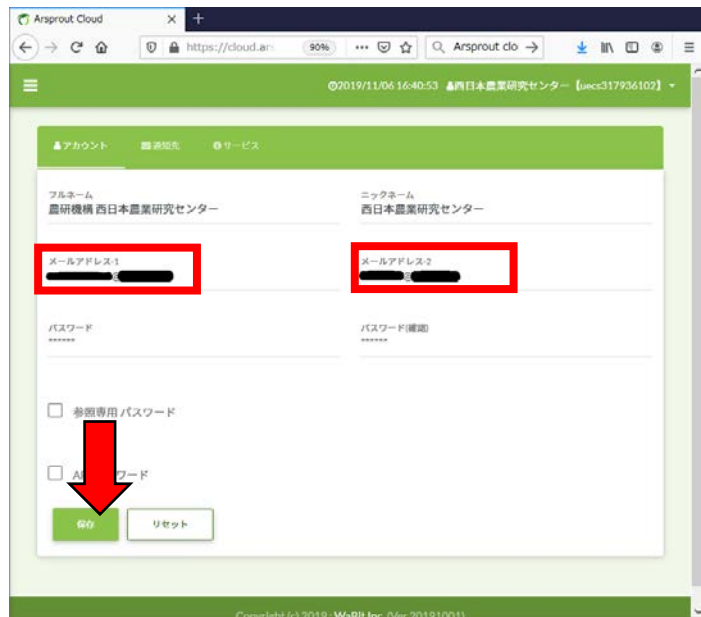 Arsprout Cloud
https://cloud.ar
90%
Arsprout clo
2019/11/06 16:40:53 西日本農業研究センター【uecs317936102】
アカウント 通知先 サービス
フルネーム
農研機構 西日本農業研究センター
ニックネーム
西日本農業研究センター
メールアドレス-1
@
メールアドレス-2
@
パスワード
******
パスワード(確認)
******
参照専用パスワード
ワード
保存 リセット
Copyright (c) 2019 : WaBit Inc. (Ver.20191001)